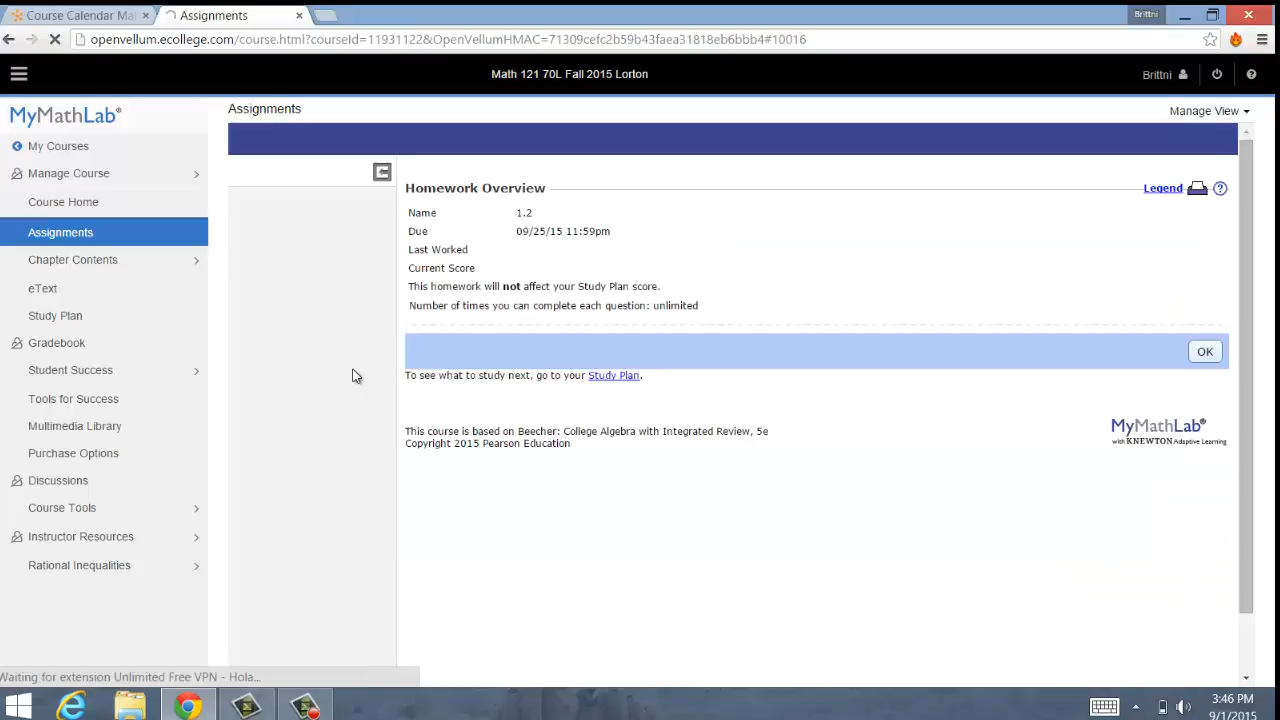 Course Calendar Ma
Assignments
Brittni
openvellum.ecollege.com/course.html?courseId=11931122&OpenVellumHMAC=71309cefc2b59b43faea31818eb6bbb4#10016
Math 121 70L Fall 2015 Lorton
Brittni
MyMathLab®
Assignments
Manage View
My Courses
Manage Course
Course Home
Assignments
Chapter Contents
eText
Study Plan
Gradebook
Student Success
Tools for Success
Multimedia Library
Purchase Options
Discussions
Course Tools
Instructor Resources
Rational Inequalities
Homework Overview
Legend
Name 1.2
Due 09/25/15 11:59pm
Last Worked
Current Score
This homework will not affect your Study Plan score.
Number of times you can complete each question: unlimited
OK
To see what to study next, go to your Study Plan.
This course is based on Beecher: College Algebra with Integrated Review, 5e
Copyright 2015 Pearson Education
MyMathLab®
with KNEWTON Adaptive Learning
Waiting for extension Unlimited Free VPN - Hola...
3:46 PM
9/1/2015